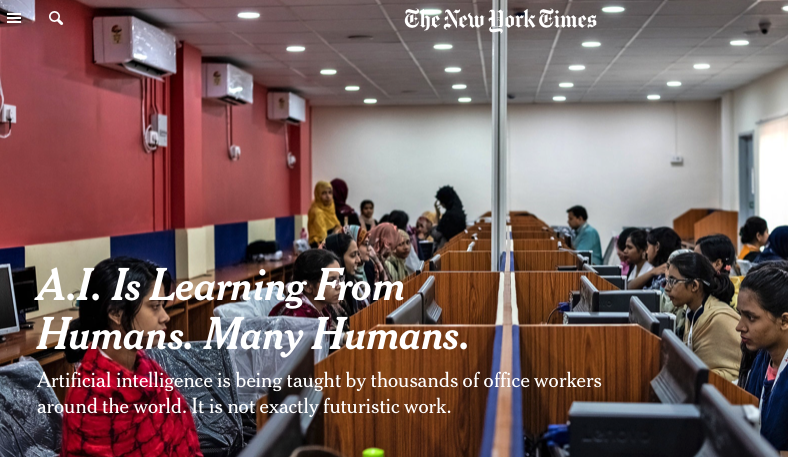 The New York Times
A.I. Is Learning From
Humans. Many Humans.
Artificial intelligence is being taught by thousands of office workers
around the world. It is not exactly futuristic work.
lenovo